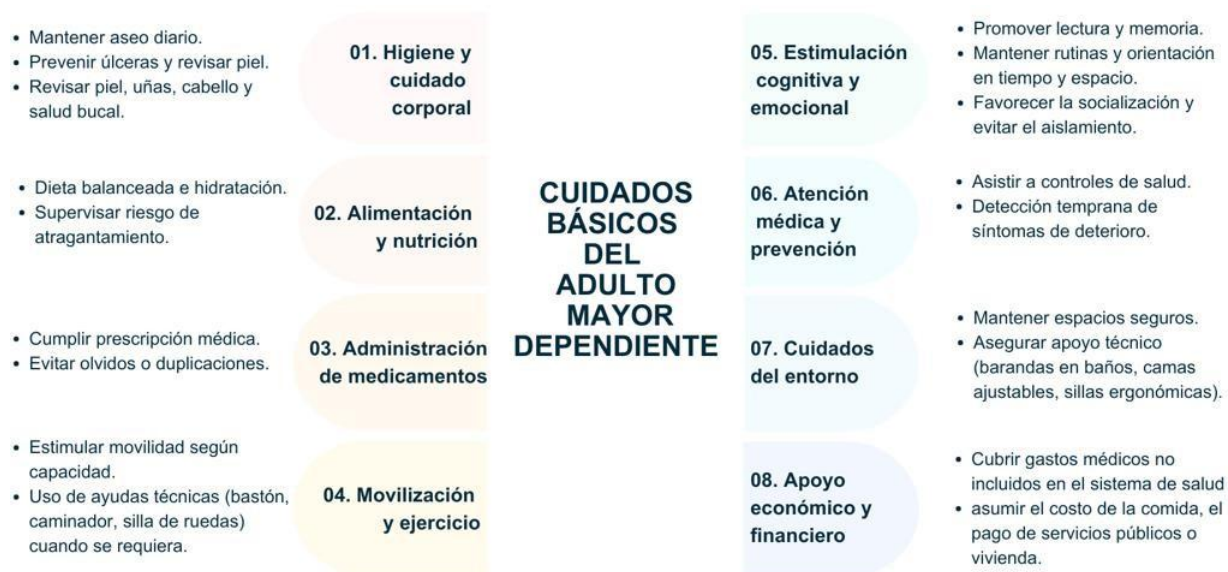 CUIDADOS
BÁSICOS
DEL
ADULTO
MAYOR
DEPENDIENTE
01. Higiene y
cuidado
corporal
• Mantener aseo diario.
• Prevenir úlceras y revisar piel.
• Revisar piel, uñas, cabello y
salud bucal.
02. Alimentación
y nutrición
• Dieta balanceada e hidratación.
• Supervisar riesgo de
atragantamiento.
03. Administración
de medicamentos
• Cumplir prescripción médica.
• Evitar olvidos o duplicaciones.
04. Movilización
y ejercicio
• Estimular movilidad según
capacidad.
• Uso de ayudas técnicas (bastón,
caminador, silla de ruedas)
cuando se requiera.
05. Estimulación
cognitiva y
emocional
• Promover lectura y memoria.
• Mantener rutinas y orientación
en tiempo y espacio.
• Favorecer la socialización y
evitar el aislamiento.
06. Atención
médica y
prevención
• Asistir a controles de salud.
• Detección temprana de
síntomas de deterioro.
07. Cuidados
del entorno
• Mantener espacios seguros.
• Asegurar apoyo técnico
(barandas en baños, camas
ajustables, sillas ergonómicas).
08. Apoyo
económico y
financiero
• Cubrir gastos médicos no
incluidos en el sistema de salud
• asumir el costo de la comida, el
pago de servicios públicos o
vivienda.